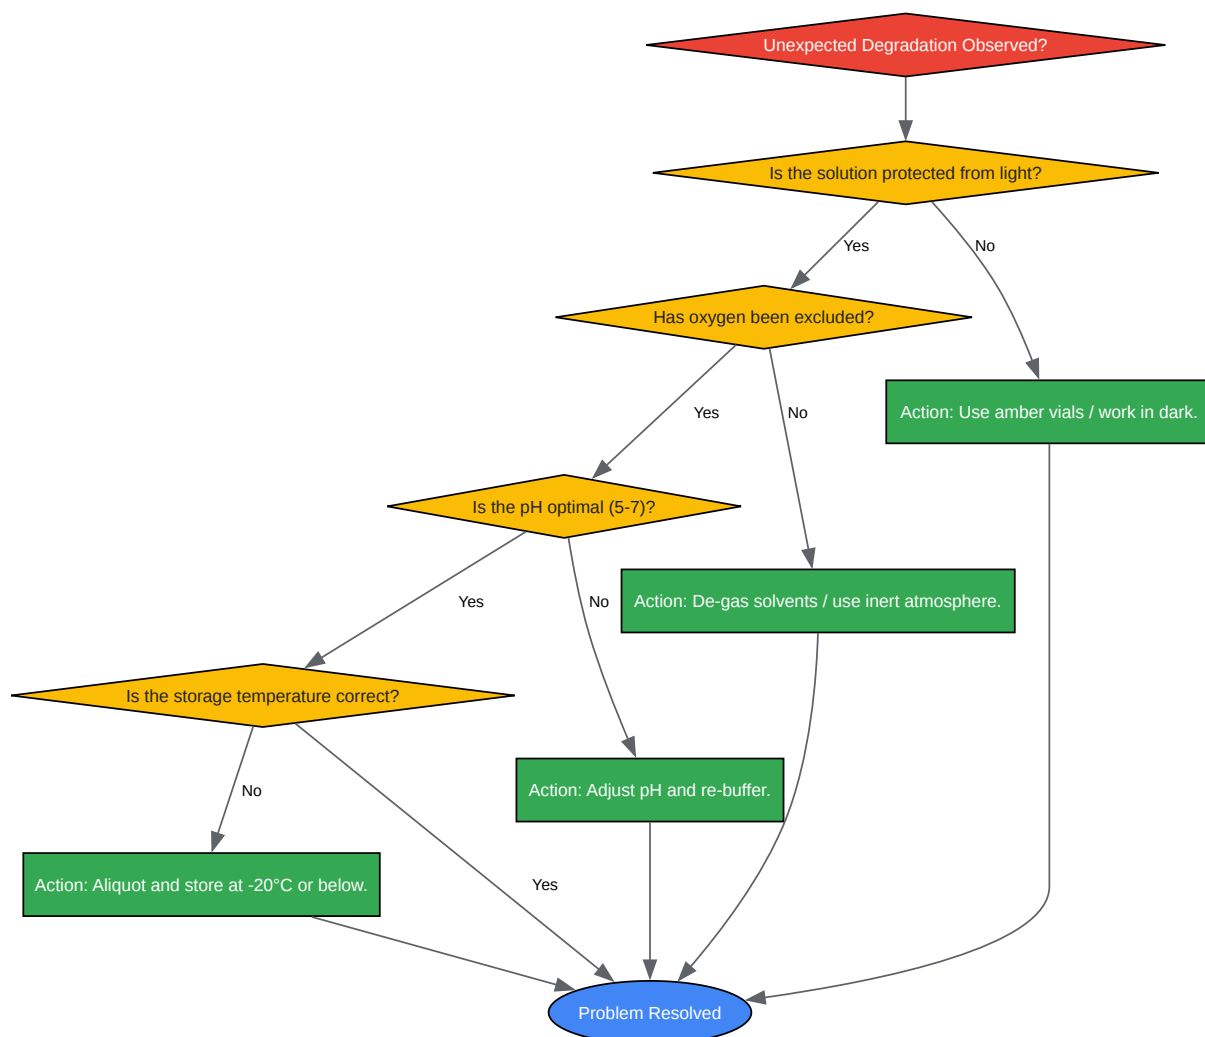 Unexpected Degradation Observed?
Is the solution protected from light?
Yes
No
Has oxygen been excluded?
Action: Use amber vials / work in dark.
Yes
No
Is the pH optimal (5-7)?
Action: De-gas solvents / use inert atmosphere.
Yes
No
Is the storage temperature correct?
Action: Adjust pH and re-buffer.
No
Yes
Action: Aliquot and store at -20°C or below.
Problem Resolved